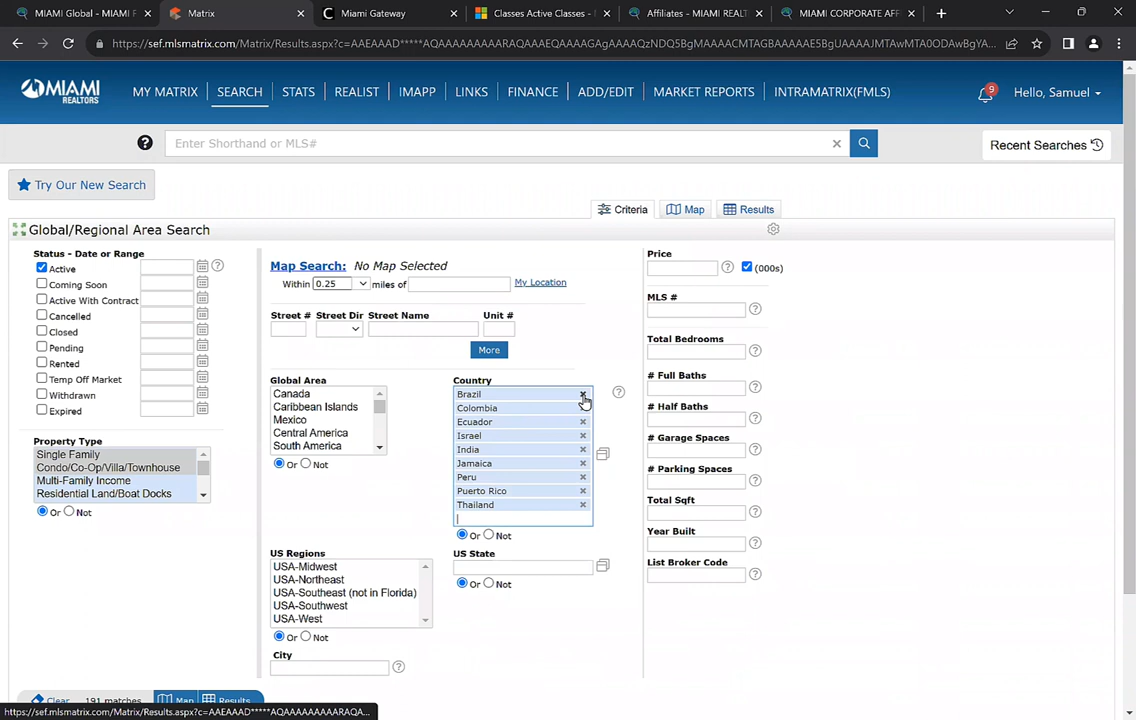 MIAMI Global - MIAMI R
Matrix
Miami Gateway
Classes Active Classes -
Affiliates - MIAMI REALT
MIAMI CORPORATE AFF
https://sef.mlsmatrix.com/Matrix/Results.aspx?c=AAEAAAD*****AQAAAAAAAAARAQAAAEQAAAAGAgAAAAQzNDQ5BgMAAAACMTAGBAAAAAE5BgUAAAAJMTAwMTA0ODAwBgYA...
MIAMI
REALTORS
MY MATRIX
SEARCH
STATS
REALIST
IMAPP
LINKS
FINANCE
ADD/EDIT
MARKET REPORTS
INTRAMATRIX(FMLS)
9
Hello, Samuel
?
Enter Shorthand or MLS#
Recent Searches
Try Our New Search
Criteria
Map
Results
Global/Regional Area Search
Status - Date or Range
Active
Coming Soon
Active With Contract
Cancelled
Closed
Pending
Rented
Temp Off Market
Withdrawn
Expired
Property Type
Single Family
Condo/Co-Op/Villa/Townhouse
Multi-Family Income
Residential Land/Boat Docks
Or Not
Map Search: No Map Selected
Within 0.25 miles of
My Location
Street # Street Dir Street Name Unit #
More
Global Area
Canada
Caribbean Islands
Mexico
Central America
South America
Or Not
Country
Brazil
Colombia
Ecuador
Israel
India
Jamaica
Peru
Puerto Rico
Thailand
Or Not
US Regions
USA-Midwest
USA-Northeast
USA-Southeast (not in Florida)
USA-Southwest
USA-West
Or Not
US State
Or Not
City
Price
(000s)
MLS #
Total Bedrooms
# Full Baths
# Half Baths
# Garage Spaces
# Parking Spaces
Total Sqft
Year Built
List Broker Code
Clear
191 matches
Map
Results
https://sef.mlsmatrix.com/Matrix/Results.aspx?c=AAEAAAD*****AQAAAAAAAAARAQA...